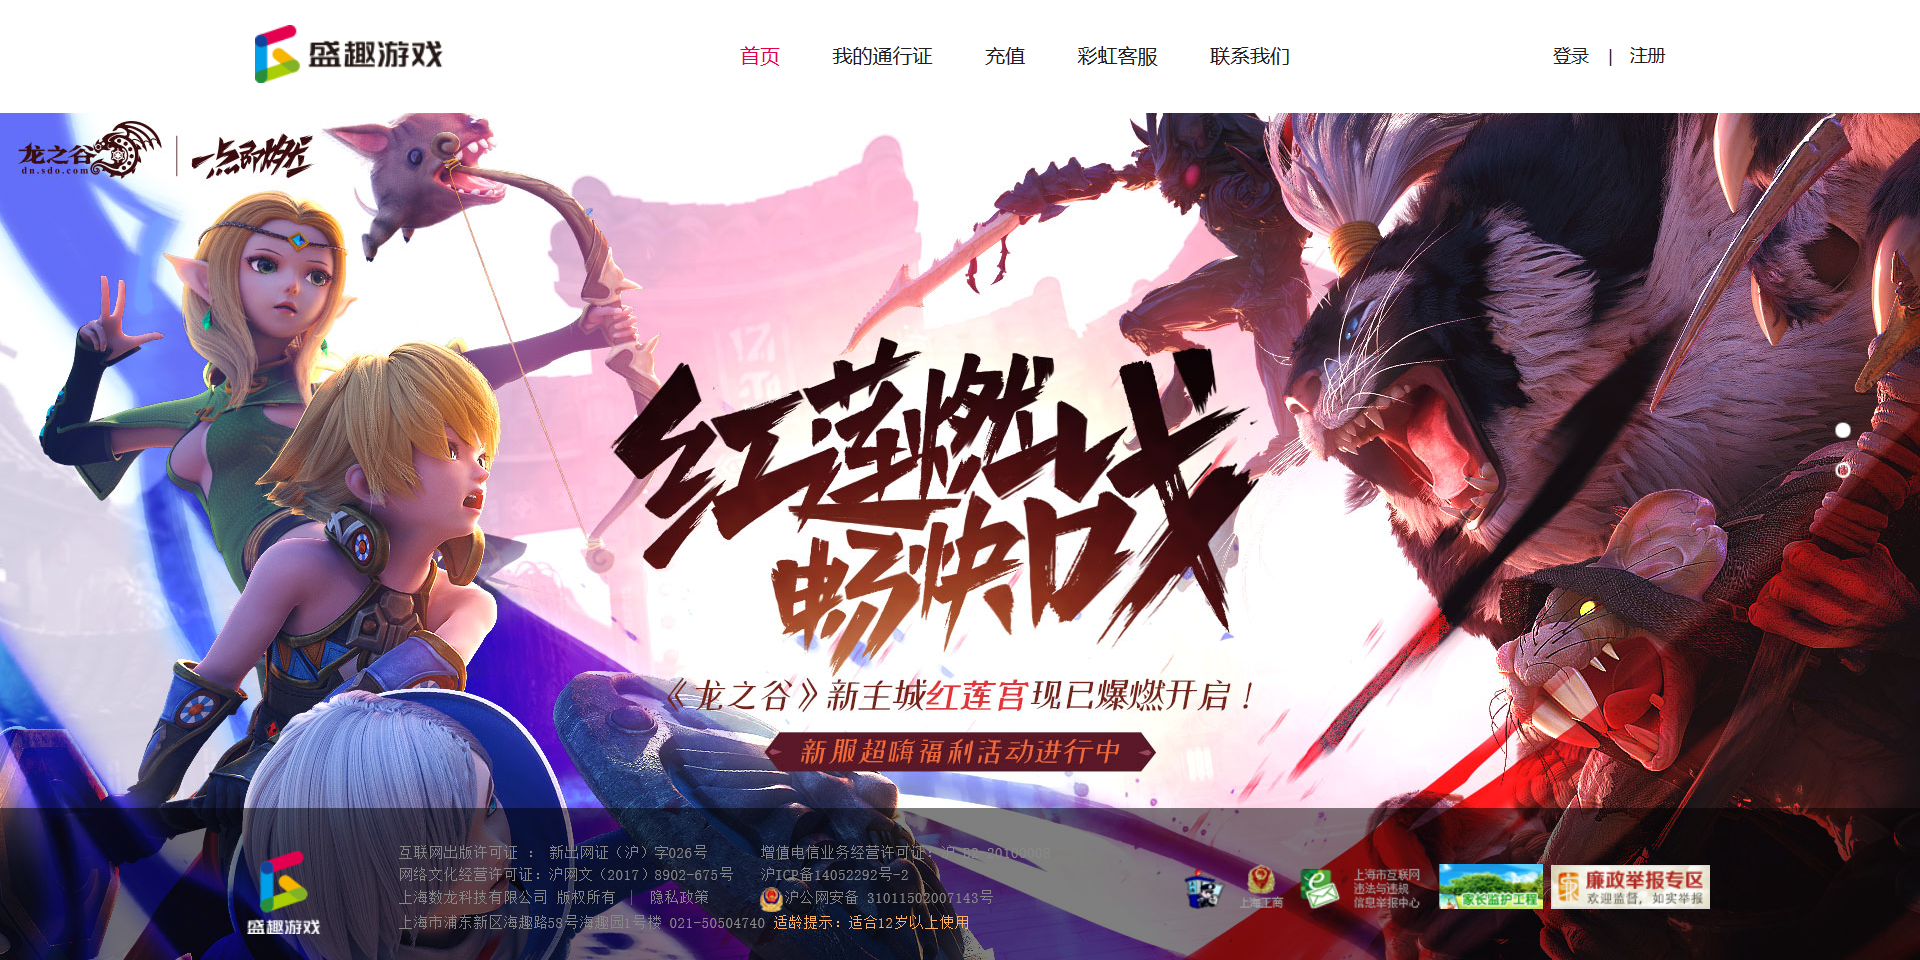 盛趣游戏
首页 我的通行证 充值 彩虹客服 联系我们
登录 | 注册
龙之谷
dn.sdo.com
一点即燃
红莲燃战
畅快
《龙之谷》新主城红莲宫现已爆燃开启！
新服超嗨福利活动进行中
盛趣游戏
互联网出版许可证 ： 新出网证（沪）字026号
增值电信业务经营许可证：沪 B2-20100008
网络文化经营许可证：沪网文（2017）8902-675号
沪ICP备14052292号-2
上海数龙科技有限公司 版权所有 ｜ 隐私政策
沪公网安备 31011502007143号
上海市浦东新区海趣路58号海趣园1号楼 021-50504740 适龄提示：适合12岁以上使用
上海工商
上海市互联网
违法与违规
信息举报中心
家长监护工程
廉政举报专区
欢迎监督，如实举报